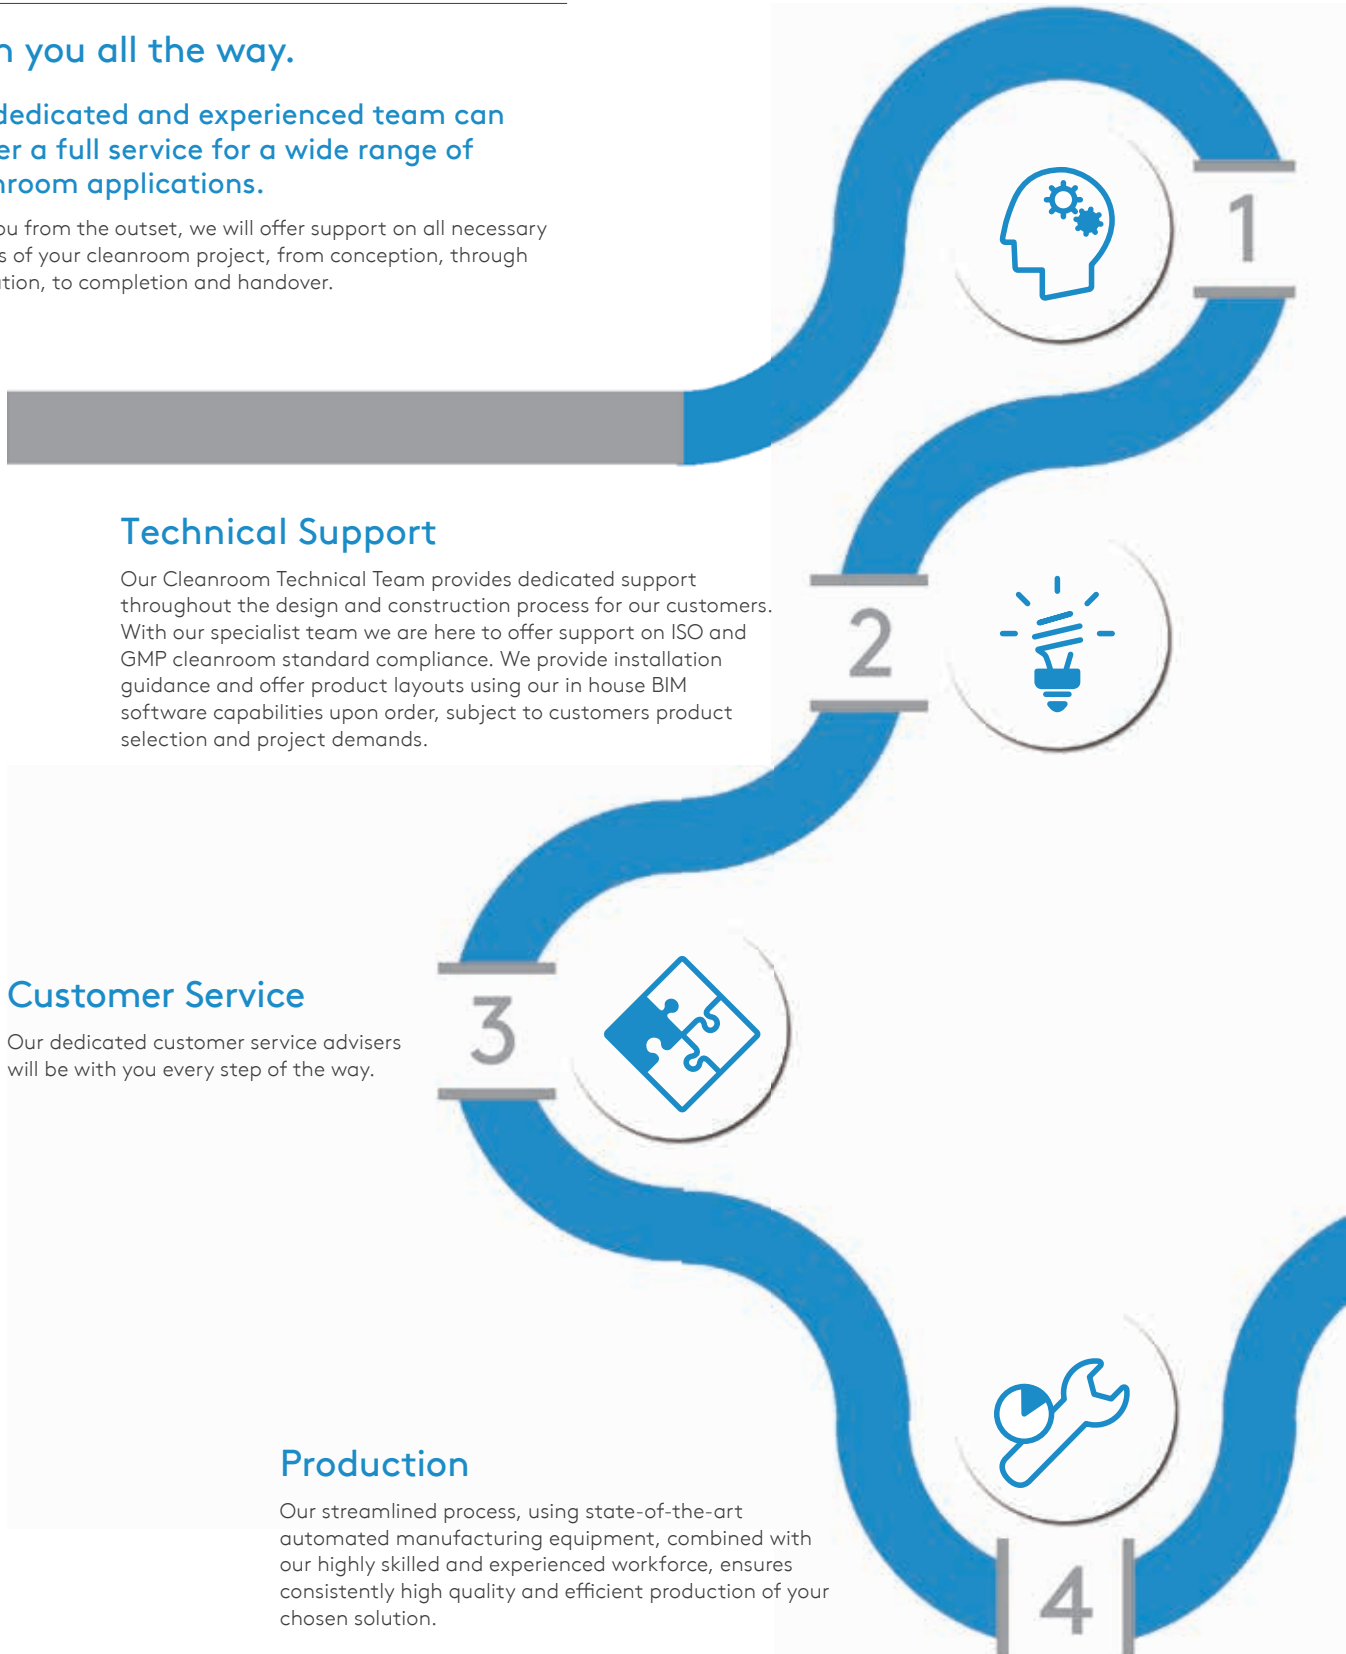 you all the way.
dedicated and experienced team can
er a full service for a wide range of
nroom applications.
ou from the outset, we will offer support on all necessary
s of your cleanroom project, from conception, through
ation, to completion and handover.
1
Technical Support
Our Cleanroom Technical Team provides dedicated support
throughout the design and construction process for our customers.
With our specialist team we are here to offer support on ISO and
GMP cleanroom standard compliance. We provide installation
guidance and offer product layouts using our in house BIM
software capabilities upon order, subject to customers product
selection and project demands.
2
Customer Service
Our dedicated customer service advisers
will be with you every step of the way.
3
Production
Our streamlined process, using state-of-the-art
automated manufacturing equipment, combined with
our highly skilled and experienced workforce, ensures
consistently high quality and efficient production of your
chosen solution.
4